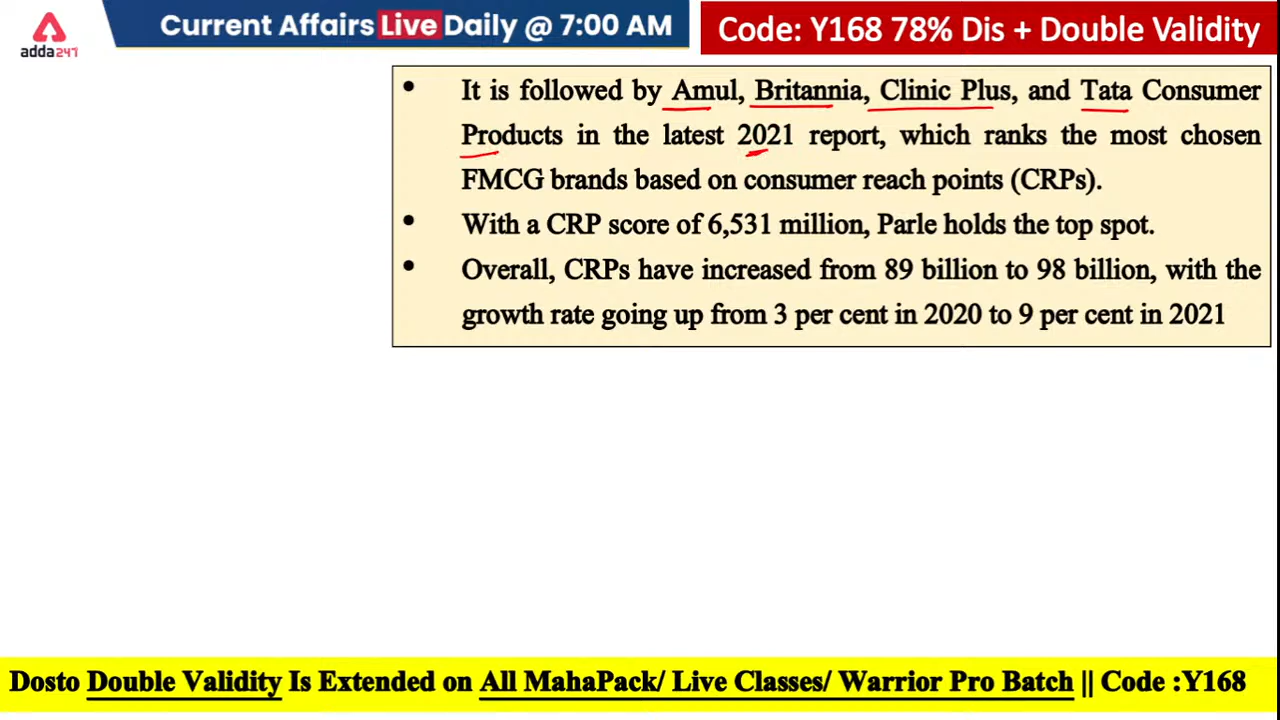 adda247
Current Affairs Live Daily @ 7:00 AM
Code: Y168 78% Dis + Double Validity
• It is followed by Amul, Britannia, Clinic Plus, and Tata Consumer
Products in the latest 2021 report, which ranks the most chosen
FMCG brands based on consumer reach points (CRPs).
• With a CRP score of 6,531 million, Parle holds the top spot.
• Overall, CRPs have increased from 89 billion to 98 billion, with the
growth rate going up from 3 per cent in 2020 to 9 per cent in 2021
Dosto Double Validity Is Extended on All MahaPack/ Live Classes/ Warrior Pro Batch || Code :Y168